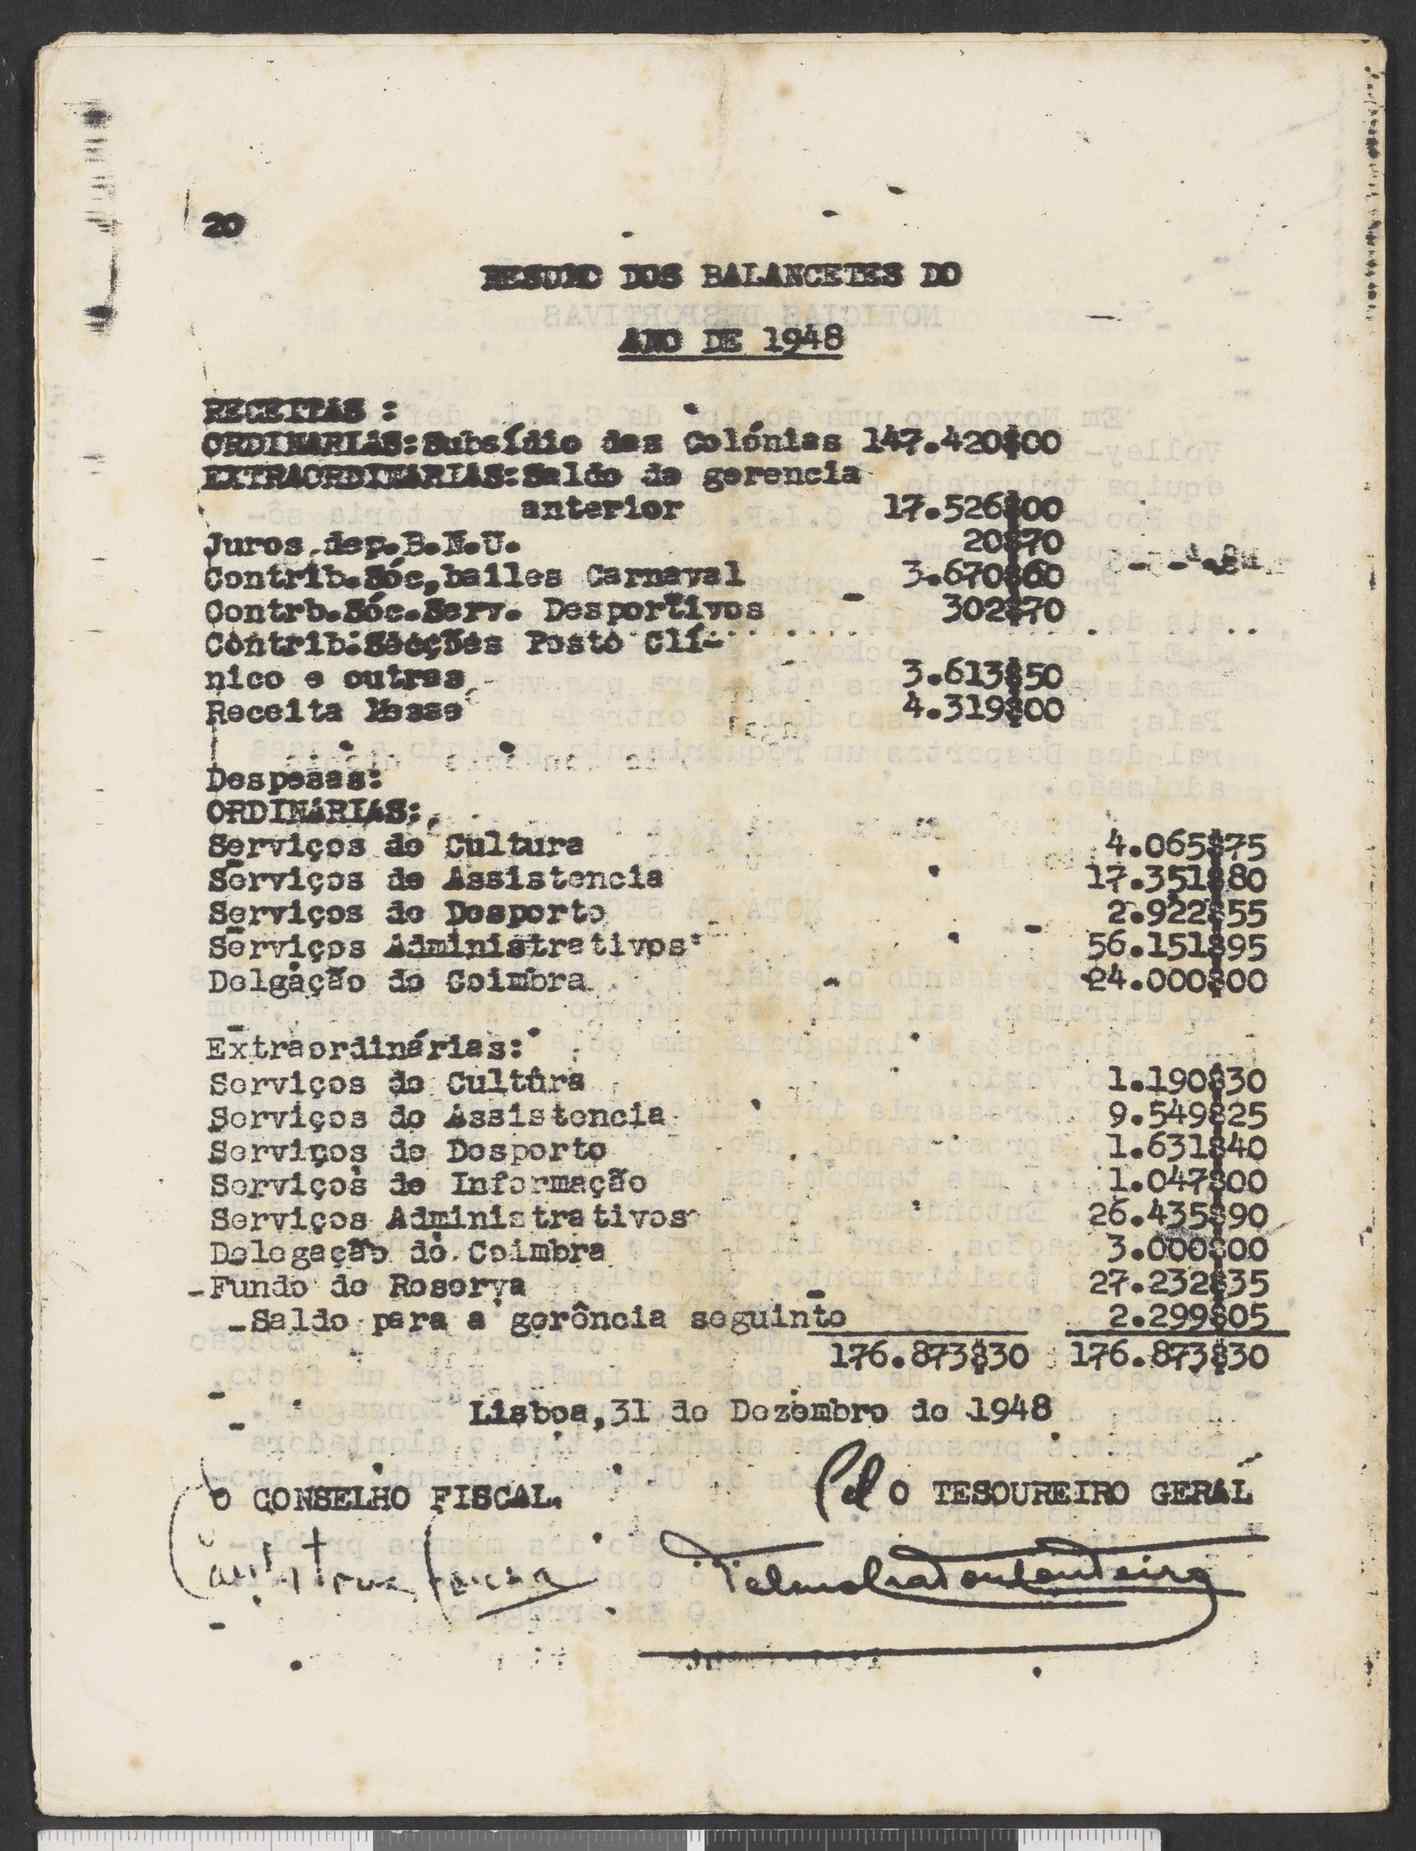 20
RESUMO DOS BALANCETES DO
ANO DE 1948
RECEITAS :
ORDINARIAS:Subsídio das Colónias 147.420$00
EXTRAORDINARIAS:Saldo da gerencia
anterior 17.526$00
Juros dep.B.N.U. 20$70
Contrib.Sóc,bailes Carnaval 3.670$60
Contrb.Sóc.Serv. Desportivos 302$70
Contrib.Secções Posto Clí-
nico e outras 3.613$50
Receita Messe 4.319$00
Despesas:
ORDINÁRIAS:
Serviços de Cultura 4.065$75
Serviços de Assistencia 17.351$80
Serviços de Desporto 2.922$55
Serviços Administrativos 56.151$95
Delgação de Coimbra 24.000$00
Extraordinárias:
Serviços de Cultura 1.190$30
Serviços de Assistencia 9.549$25
Serviços de Desporto 1.631$40
Serviços de Informação 1.047$00
Serviços Administrativos 26.435$90
Delegação de Coimbra 3.000$00
-Fundo de Reserva 27.232$35
-Saldo para a gerência seguinte 2.299$05
176.873$30 176.873$30
Lisboa,31 de Dezembro de 1948
O CONSELHO FISCAL. Pel O TESOUREIRO GERAL